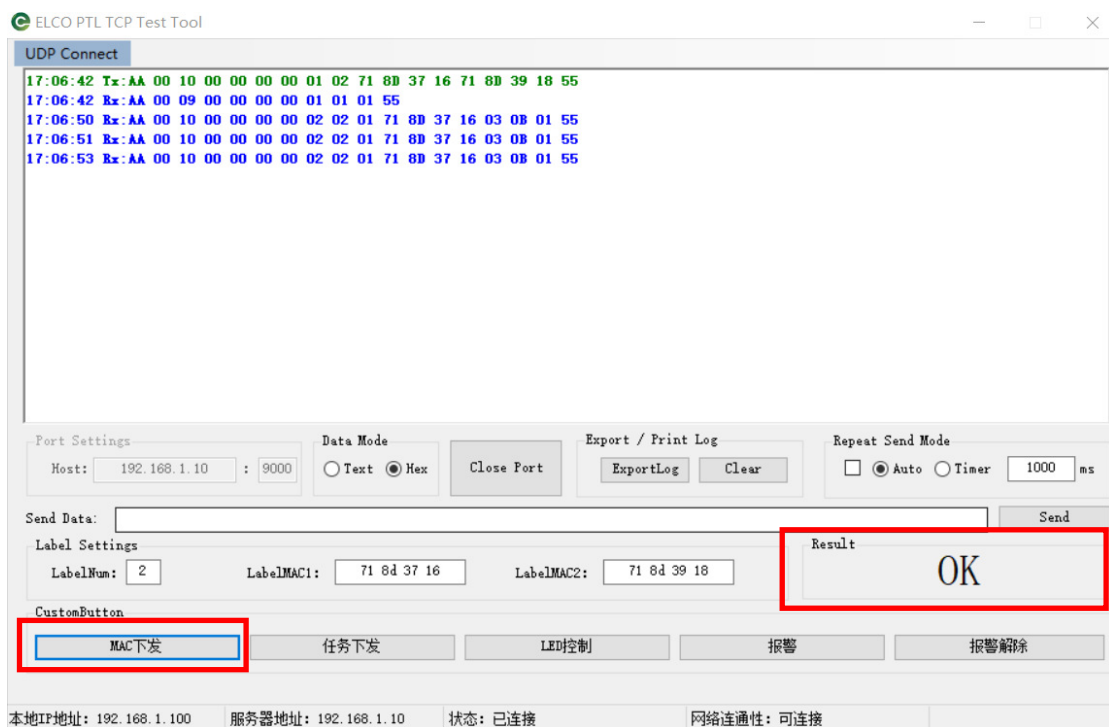 ELCO PTL TCP Test Tool
UDP Connect
17:06:42 Tx:AA 00 10 00 00 00 00 01 02 71 8D 37 16 71 8D 39 18 55
17:06:42 Rx:AA 00 09 00 00 00 00 01 01 01 55
17:06:50 Rx:AA 00 10 00 00 00 00 02 02 01 71 8D 37 16 03 0B 01 55
17:06:51 Rx:AA 00 10 00 00 00 00 02 02 01 71 8D 37 16 03 0B 01 55
17:06:53 Rx:AA 00 10 00 00 00 00 02 02 01 71 8D 37 16 03 0B 01 55
Port Settings Data Mode Export / Print Log Repeat Send Mode
Host: 192.168.1.10 : 9000 Text Hex Close Port ExportLog Clear Auto Timer 1000 ms
Send Data: Send
Label Settings Result
LabelNum: 2 LabelMAC1: 71 8d 37 16 LabelMAC2: 71 8d 39 18 OK
CustomButton
MAC下发 任务下发 LED控制 报警 报警解除
本地IP地址: 192.168.1.100 服务器地址: 192.168.1.10 状态: 已连接 网络连通性: 可连接